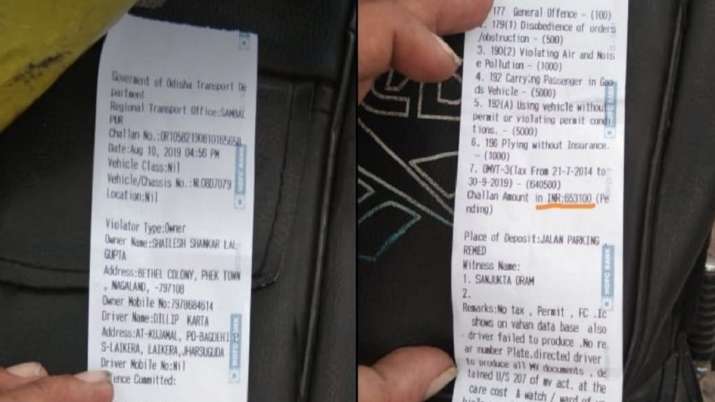 Goverment of Odisha Transport De
partment
Regional Transport Office:SAMBAL
PUR
Date:Aug 10, 2019 04:56 PM
Vehicle Class:Nil
Vehicle/Chassis No.:NL08D7079
Location:Nil
Violator Type:Owner
Owner Name:SHAILESH SHANKAR LAL
GUPTA
Address:BETHEL COLONY, PHEK TOWN
, NAGALAND, -797108
Owner Mobile No:7978684614
Driver Name:DILLIP KARTA
Address:AT-KUJAMAL, PO-BAGDEHI
S-LAIKERA, LAIKERA,JHARSUGUDA
Driver Mobile No:Nil
ence Committed:
HDFC BANK
177 General Offence - (100)
179(1) Disobedience of orders
/obstruction - (500)
3. 190(2) Violating Air and Nois
e Pollution - (1000)
4. 192 Carrying Passenger in Goo
ds Vehicle - (5000)
5. 192(A) Using vehicle without
permit or violating permit condi
tions. - (5000)
6. 196 Plying without Insurance.
- (1000)
7. OMVT-3(Tax From 21-7-2014 to
30-9-2019) - (640500)
Challan Amount in INR:653100 (Pe
nding)
Place of Deposit:JALAN PARKING
REMED
Witness Name:
1. SANJUKTA ORAM
2.
Remarks:No tax , Permit , FC .Ic
shows on vahan data base also
driver failed to produce .No re
ar number Plate.directed driver
to produce all MV documents , de
tained U/S 207 of mv act. at the
care cost & watch / ward of
HDFC BANK